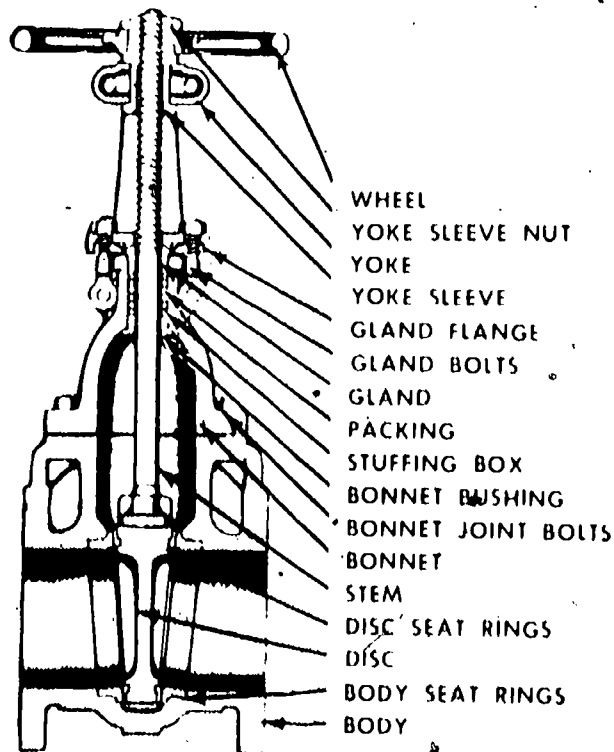 WHEEL
YOKE SLEEVE NUT
YOKE
YOKE SLEEVE
GLAND FLANGE
GLAND BOLTS
GLAND
PACKING
STUFFING BOX
BONNET BUSHING
BONNET JOINT BOLTS
BONNET
STEM
DISC SEAT RINGS
DISC
BODY SEAT RINGS
BODY